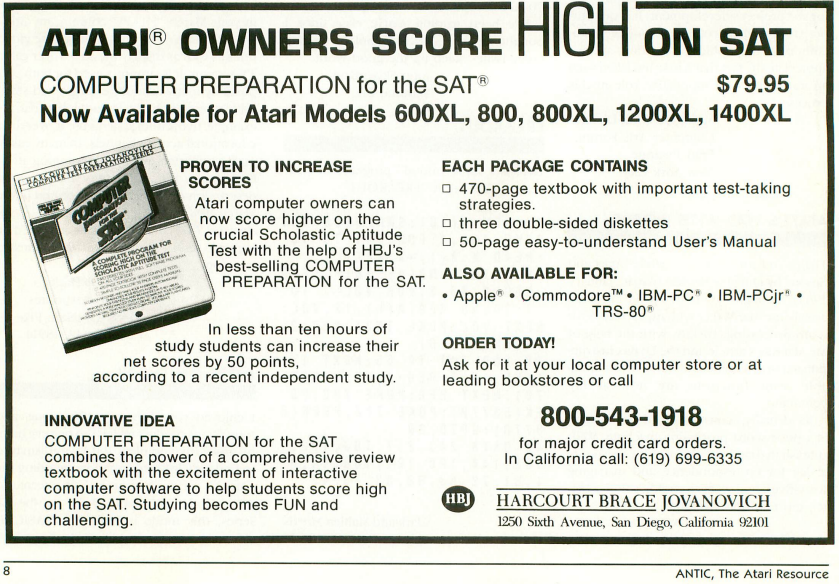 ATARI® OWNERS SCORE HIGH ON SAT
COMPUTER PREPARATION for the SAT® $79.95
Now Available for Atari Models 600XL, 800, 800XL, 1200XL, 1400XL
HARCOURT BRACE JOVANOVICH
COMPUTER TEST PREPARATION SERIES
COMPUTER
preparation
for the
SAT
A COMPLETE PROGRAM FOR
SCORING HIGH ON THE
SCHOLASTIC APTITUDE TEST
PROVEN TO INCREASE
SCORES
Atari computer owners can
now score higher on the
crucial Scholastic Aptitude
Test with the help of HBJ's
best-selling COMPUTER
PREPARATION for the SAT.
In less than ten hours of
study students can increase their
net scores by 50 points,
according to a recent independent study.
INNOVATIVE IDEA
COMPUTER PREPARATION for the SAT
combines the power of a comprehensive review
textbook with the excitement of interactive
computer software to help students score high
on the SAT. Studying becomes FUN and
challenging.
EACH PACKAGE CONTAINS
□ 470-page textbook with important test-taking
strategies.
□ three double-sided diskettes
□ 50-page easy-to-understand User's Manual
ALSO AVAILABLE FOR:
• Apple® • Commodore™ • IBM-PC® • IBM-PCjr® •
TRS-80®
ORDER TODAY!
Ask for it at your local computer store or at
leading bookstores or call
800-543-1918
for major credit card orders.
In California call: (619) 699-6335
HBJ HARCOURT BRACE JOVANOVICH
1250 Sixth Avenue, San Diego, California 92101
8 ANTIC, The Atari Resource